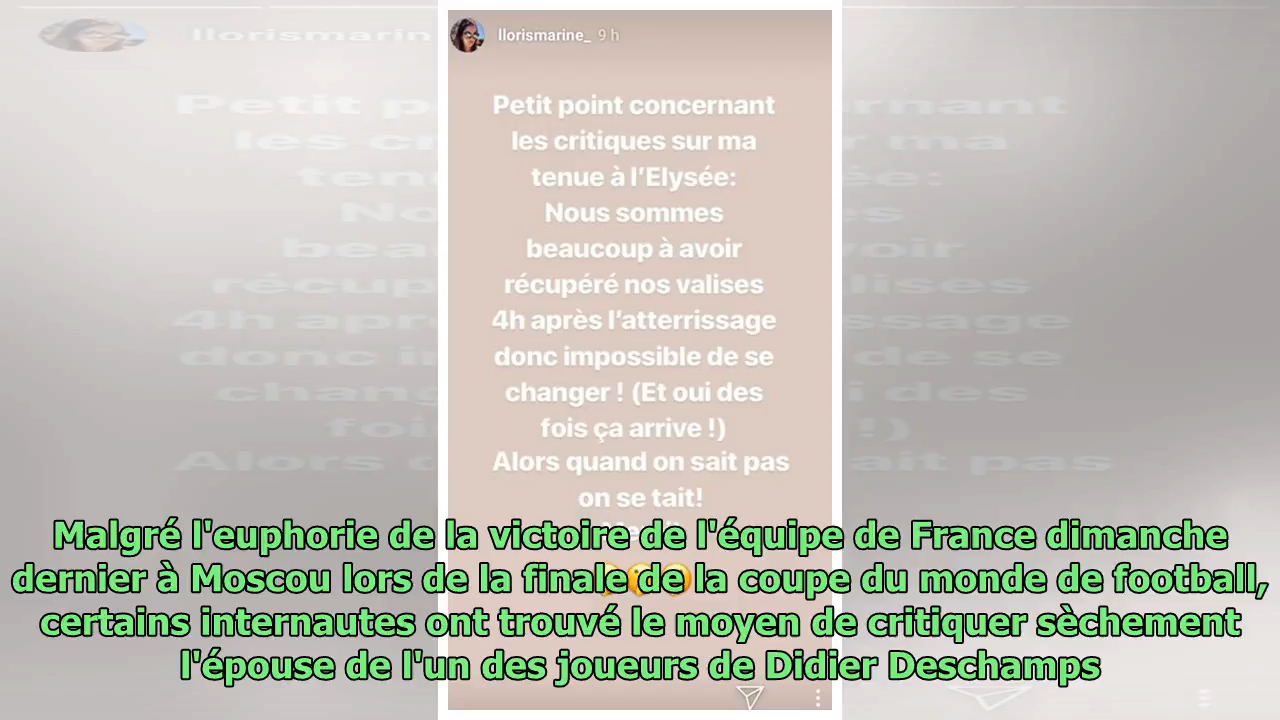 llorismarine_ 9 h
Petit point concernant
les critiques sur ma
tenue à l'Elysée:
Nous sommes
beaucoup à avoir
récupéré nos valises
4h après l'atterrissage
donc impossible de se
changer ! (Et oui des
fois ça arrive !)
Alors quand on sait pas
on se tait!
Malgré l'euphorie de la victoire de l'équipe de France dimanche
dernier à Moscou lors de la finale de la coupe du monde de football,
certains internautes ont trouvé le moyen de critiquer sèchement
l'épouse de l'un des joueurs de Didier Deschamps